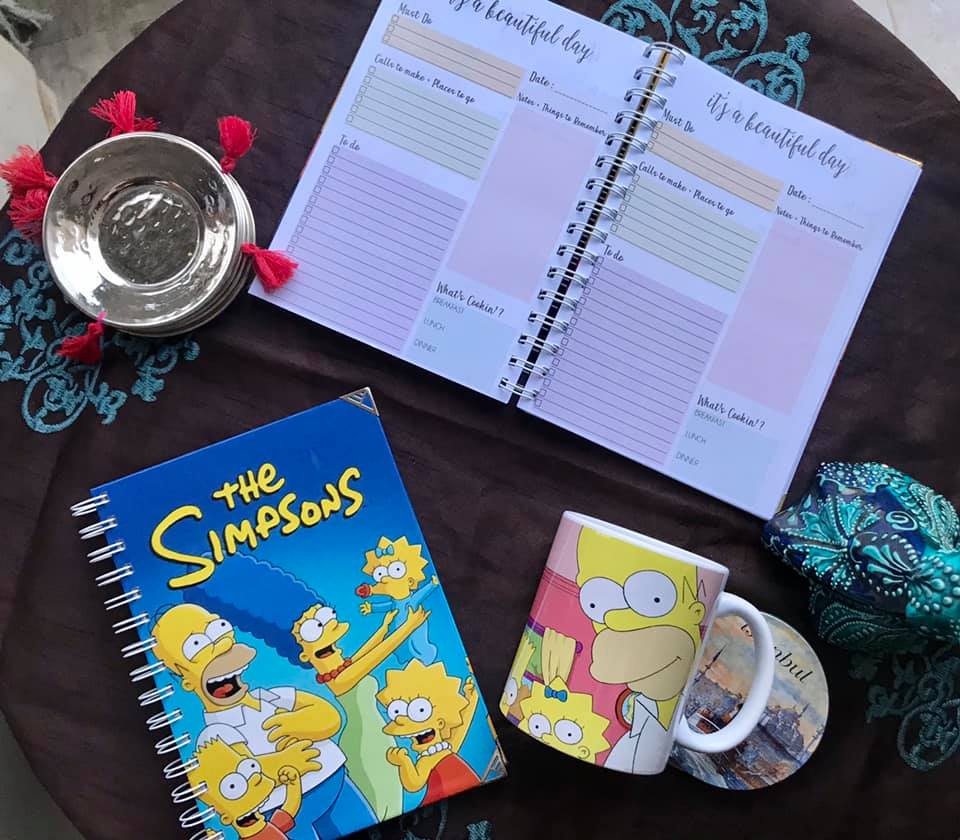 it's a beautiful day
Must Do
Calls to make • Places to go
To do
Date :
Notes • Things to Remember
What's Cookin'?
BREAKFAST
LUNCH
DINNER
it's a beautiful day
Must Do
Calls to make • Places to go
To do
Date :
Notes • Things to Remember
What's Cookin'?
BREAKFAST
LUNCH
DINNER
THE
SIMPSONS